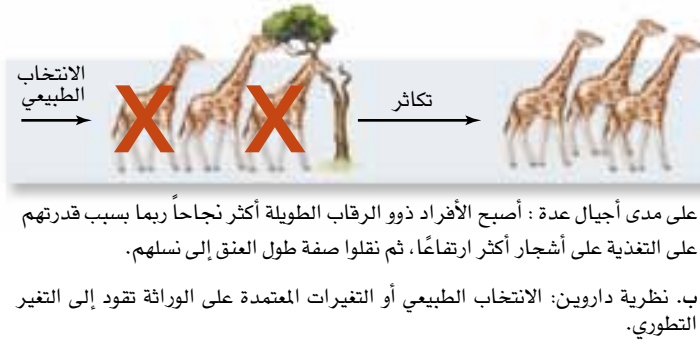 الانتخاب
الطبيعي
تكاثر
X X
على مدى أجيال عدة : أصبح الأفراد ذوو الرقاب الطويلة أكثر نجاحاً ربما بسبب قدرتهم
على التغذية على أشجار أكثر ارتفاعًا، ثم نقلوا صفة طول العنق إلى نسلهم.
ب. نظرية داروين: الانتخاب الطبيعي أو التغيرات المعتمدة على الوراثة تقود إلى التغير
التطوري.